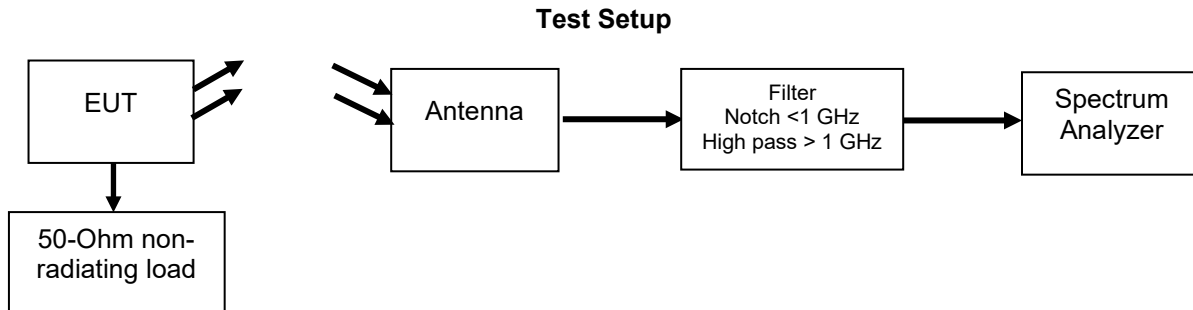 Test Setup
EUT
Antenna
Filter
Notch <1 GHz
High pass > 1 GHz
Spectrum
Analyzer
50-Ohm non-
radiating load